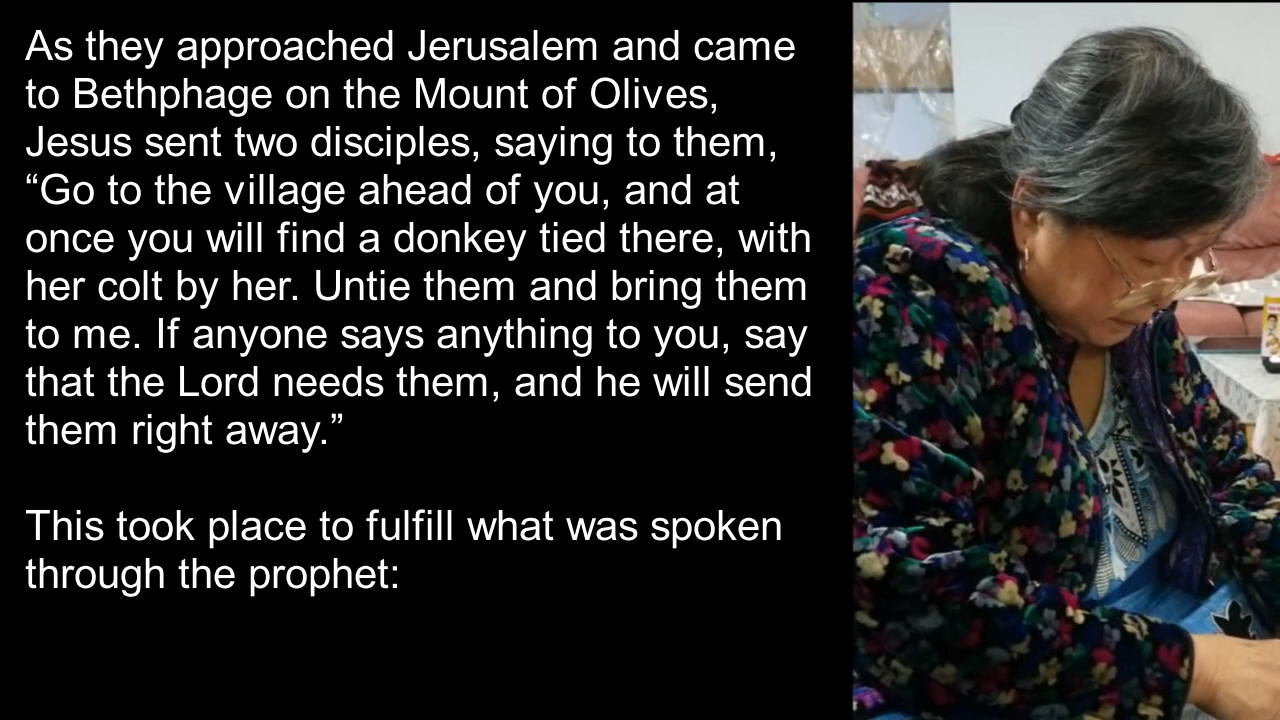 As they approached Jerusalem and came
to Bethphage on the Mount of Olives,
Jesus sent two disciples, saying to them,
“Go to the village ahead of you, and at
once you will find a donkey tied there, with
her colt by her. Untie them and bring them
to me. If anyone says anything to you, say
that the Lord needs them, and he will send
them right away.”
This took place to fulfill what was spoken
through the prophet: